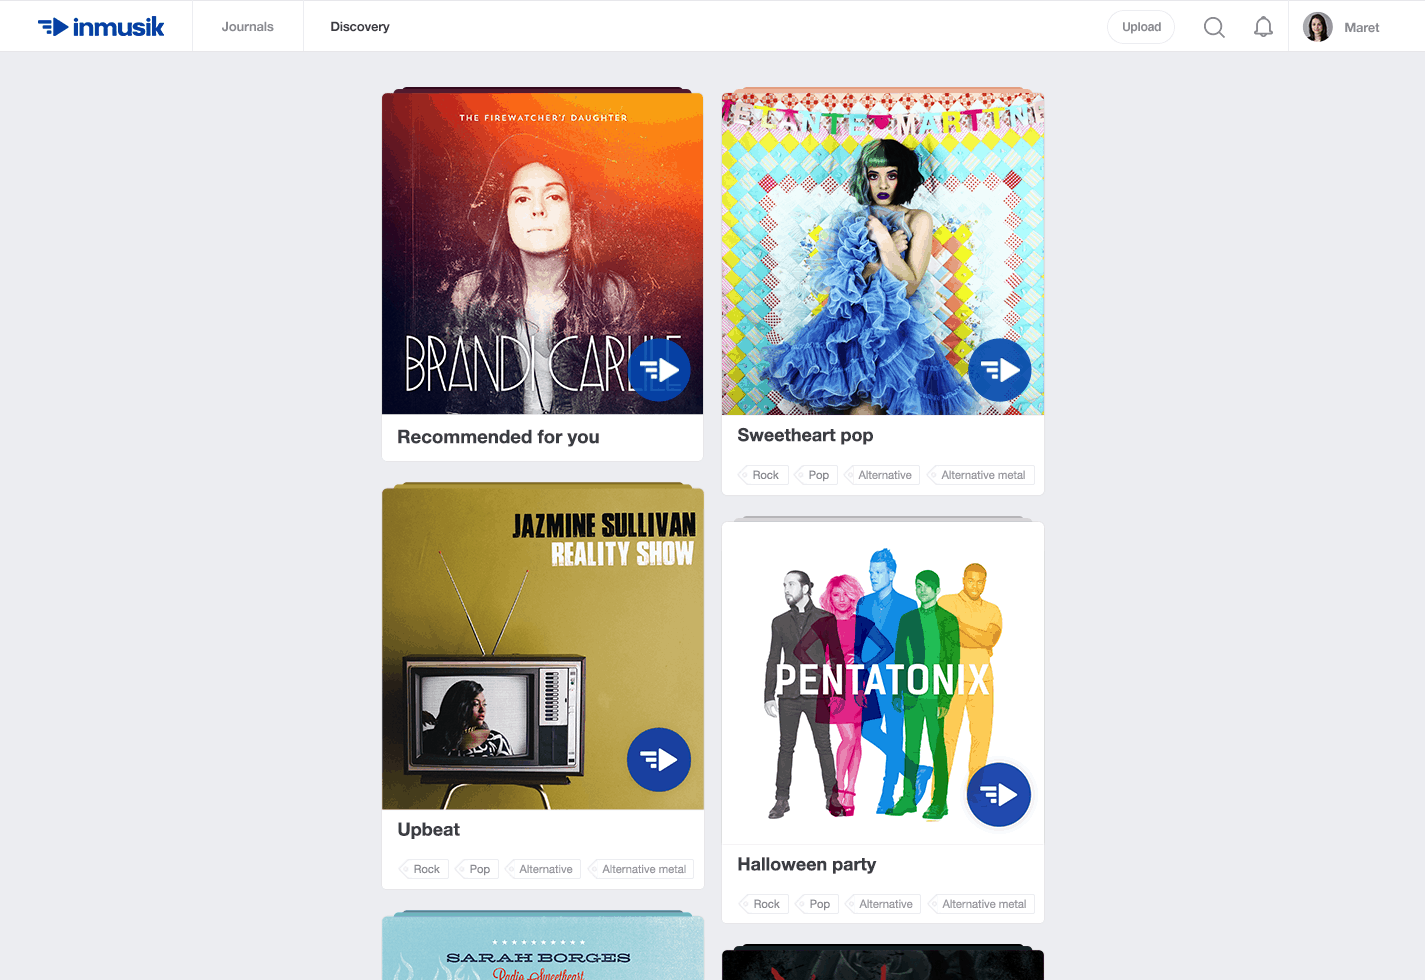 inmusik
Journals
Discovery
Upload
Maret
THE FIREWATCHER'S DAUGHTER
BRANDI CARLILE
Recommended for you
MELANIE MARTINE
Sweetheart pop
Rock
Pop
Alternative
Alternative metal
JAZMINE SULLIVAN
REALITY SHOW
Upbeat
Rock
Pop
Alternative
Alternative metal
PENTATONIX
Halloween party
Rock
Pop
Alternative
Alternative metal
SARAH BORGES
Radio Sweetheart